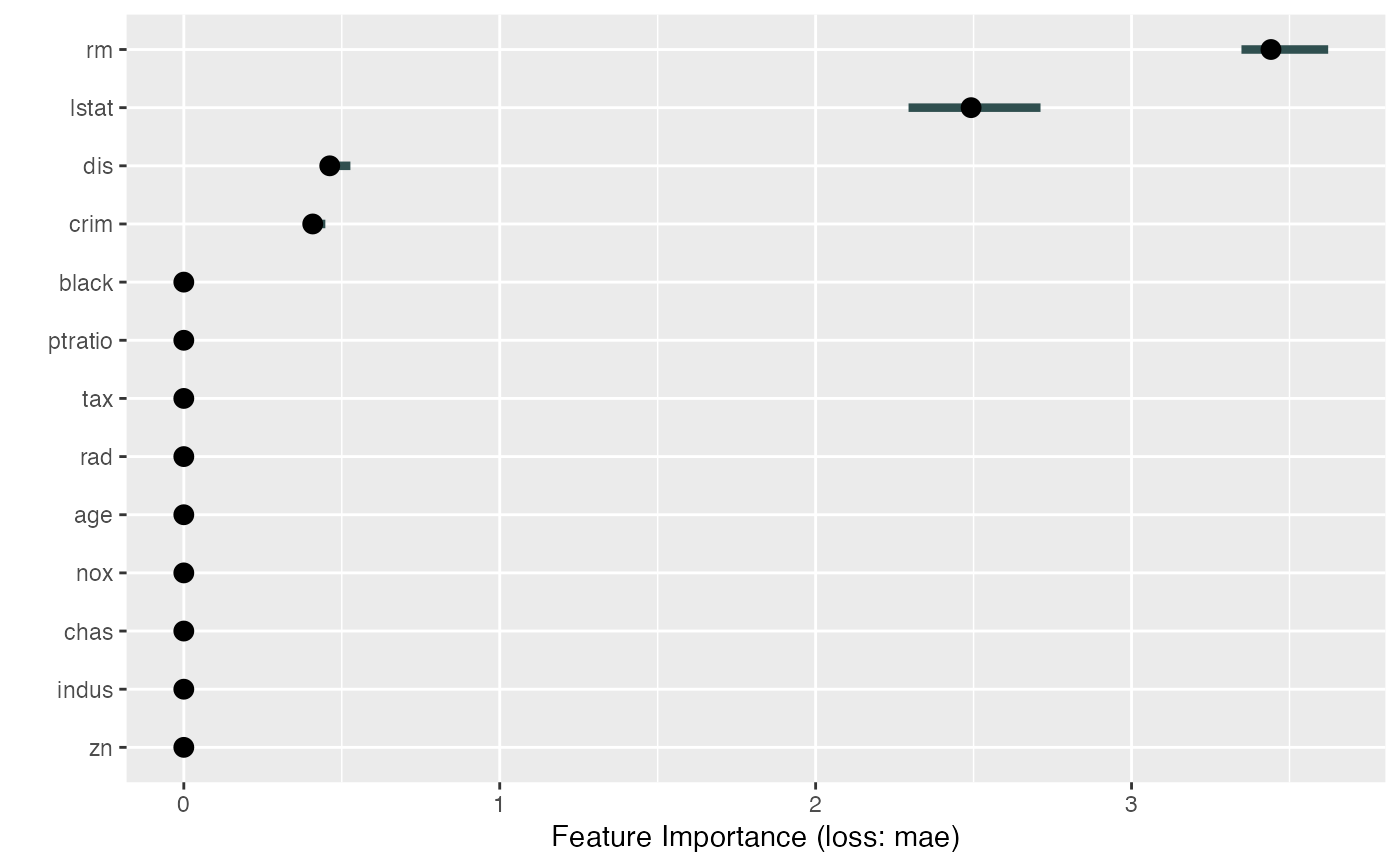 rm
lstat
dis
crim
black
ptratio
tax
rad
age
nox
chas
indus
zn
0 1 2 3
Feature Importance (loss: mae)